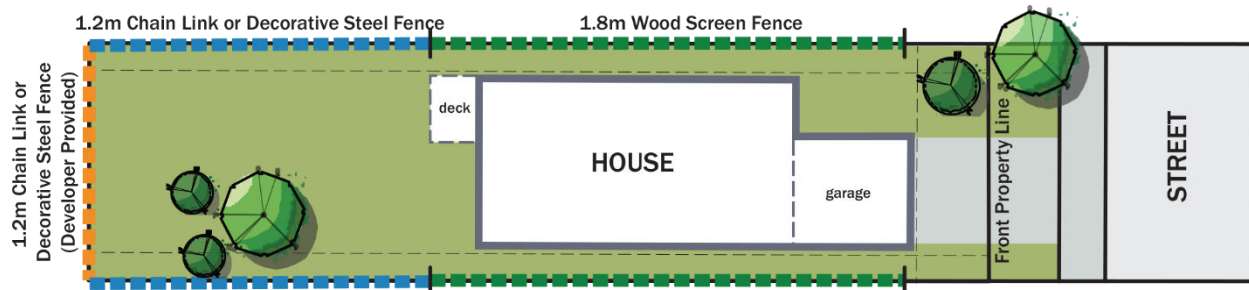 1.2m Chain Link or Decorative Steel Fence
1.8m Wood Screen Fence
1.2m Chain Link or
Decorative Steel Fence
(Developer Provided)
deck
HOUSE
garage
Front Property Line
STREET